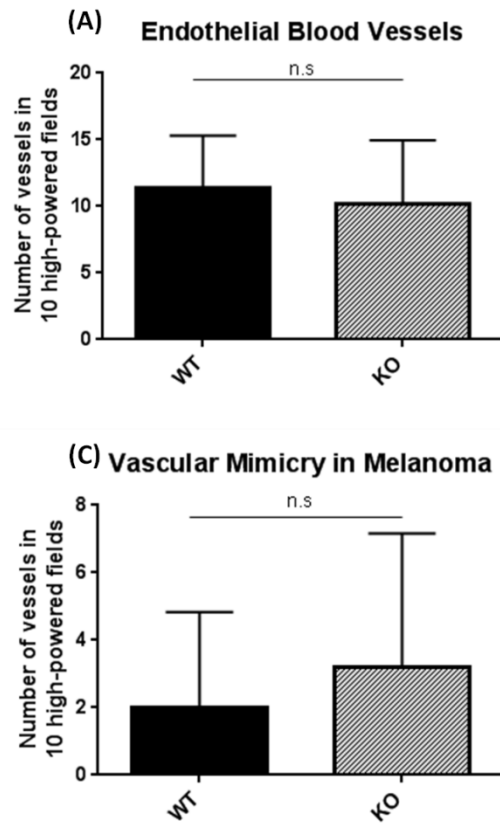 (A) Endothelial Blood Vessels
n.s
Number of vessels in
10 high-powered fields
20
15
10
5
0
WT
KO
(C) Vascular Mimicry in Melanoma
n.s
Number of vessels in
10 high-powered fields
8
6
4
2
0
WT
KO